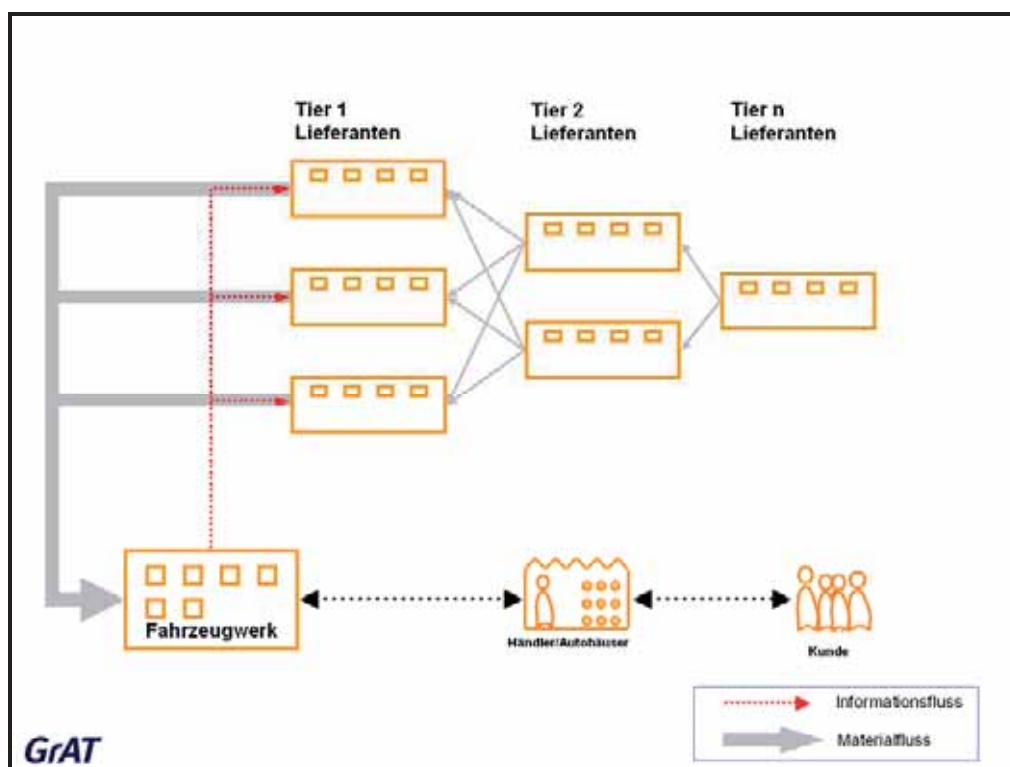 Tier 1
Lieferanten
Tier 2
Lieferanten
Tier n
Lieferanten
Fahrzeugwerk
Händler/Autohäuser
Kunde
Informationsfluss
Materialfluss
GrAT